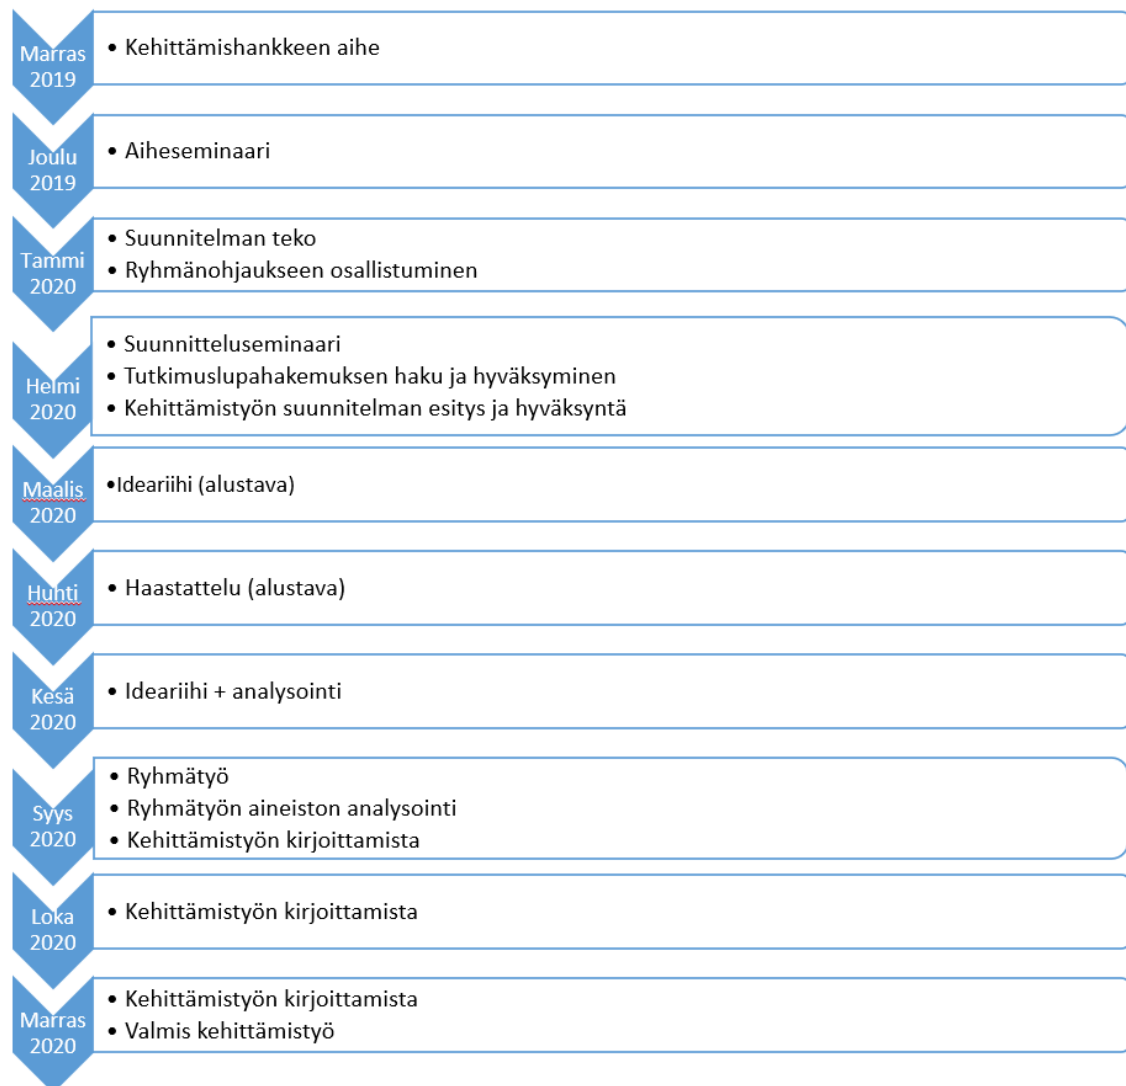 Marras
2019
• Kehittämishankkeen aihe
Joulu
2019
• Aiheseminaari
Tammi
2020
• Suunnitelman teko
• Ryhmänohjaukseen osallistuminen
Helmi
2020
• Suunnitteluseminaari
• Tutkimuslupahakemuksen haku ja hyväksyminen
• Kehittämistyön suunnitelman esitys ja hyväksyntä
Maalis
2020
•Ideariihi (alustava)
Huhti
2020
• Haastattelu (alustava)
Kesä
2020
• Ideariihi + analysointi
Syys
2020
• Ryhmätyö
• Ryhmätyön aineiston analysointi
• Kehittämistyön kirjoittamista
Loka
2020
• Kehittämistyön kirjoittamista
Marras
2020
• Kehittämistyön kirjoittamista
• Valmis kehittämistyö